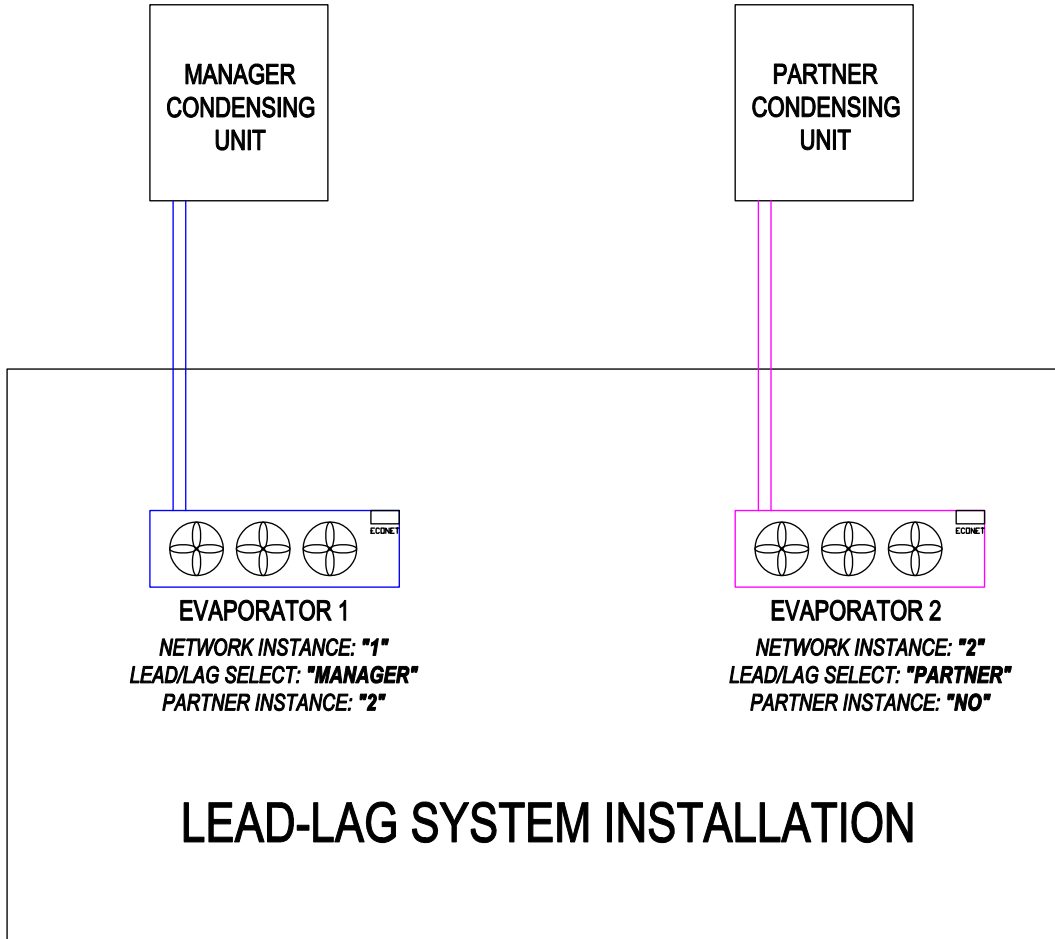 MANAGER
CONDENSING
UNIT
PARTNER
CONDENSING
UNIT
ECONET
ECONET
EVAPORATOR 1
NETWORK INSTANCE: "1"
LEAD/LAG SELECT: "MANAGER"
PARTNER INSTANCE: "2"
EVAPORATOR 2
NETWORK INSTANCE: "2"
LEAD/LAG SELECT: "PARTNER"
PARTNER INSTANCE: "NO"
LEAD-LAG SYSTEM INSTALLATION